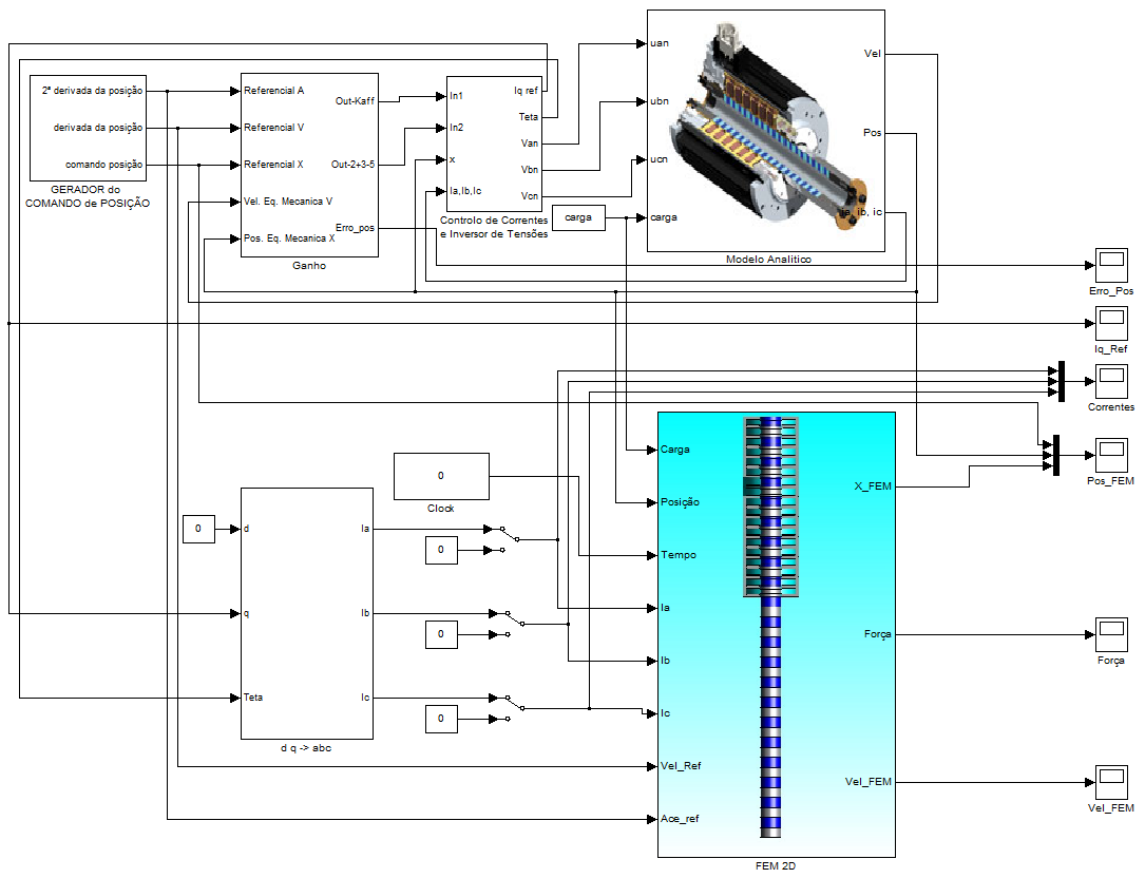 2ª derivada da posição
derivada da posição
comando posição
GERADOR do
COMANDO de POSIÇÃO
Referencial A
Referencial V
Referencial X
Vel. Eq. Mecanica V
Pos. Eq. Mecanica X
Out-Kaff
Out-2+3-5
Erro_pos
Ganho
In1
In2
x
Ia,Ib,Ic
Iq ref
Teta
Van
Vbn
Vcn
Controlo de Correntes
e Inversor de Tensões
carga
uan
ubn
ucn
carga
Vel
Pos
ia, ib, ic
Modelo Analitico
Erro_Pos
Iq_Ref
Correntes
Pos_FEM
Força
Vel_FEM
0
Clock
0
d
q
Teta
Ia
Ib
Ic
d q -> abc
0
0
0
Carga
Posição
Tempo
Ia
Ib
Ic
Vel_Ref
Ace_ref
X_FEM
Força
Vel_FEM
FEM 2D